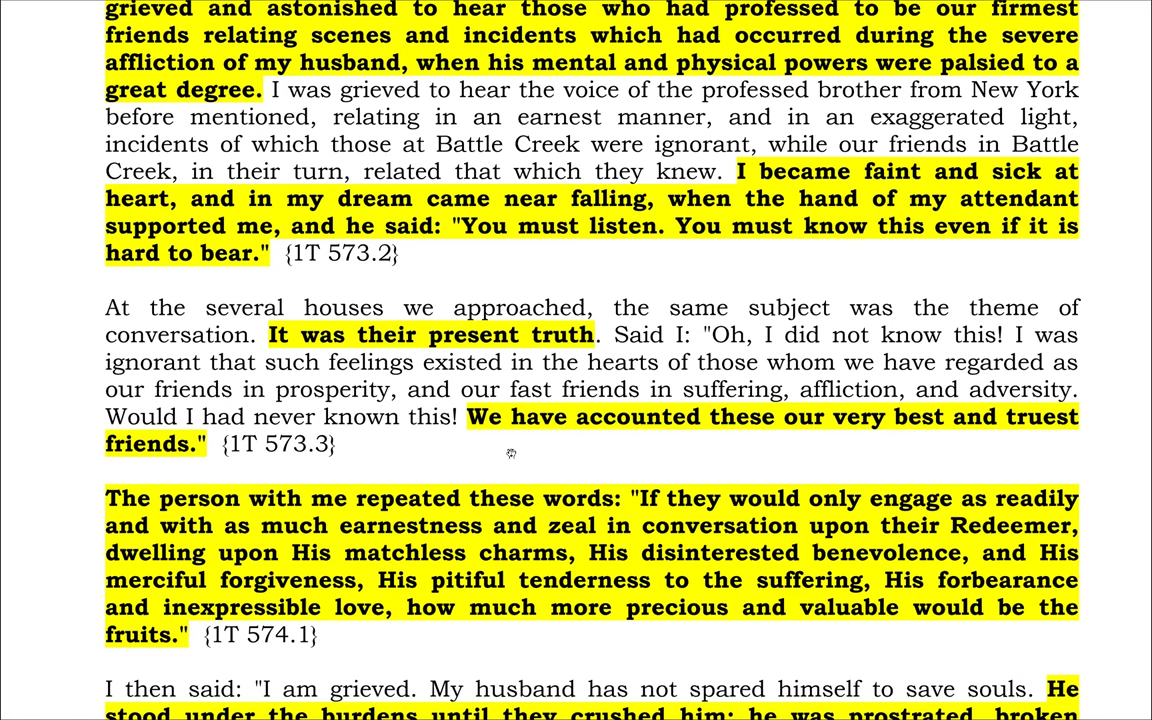 grieved and astonished to hear those who had professed to be our firmest
friends relating scenes and incidents which had occurred during the severe
affliction of my husband, when his mental and physical powers were palsied to a
great degree. I was grieved to hear the voice of the professed brother from New York
before mentioned, relating in an earnest manner, and in an exaggerated light,
incidents of which those at Battle Creek were ignorant, while our friends in Battle
Creek, in their turn, related that which they knew. I became faint and sick at
heart, and in my dream came near falling, when the hand of my attendant
supported me, and he said: "You must listen. You must know this even if it is
hard to bear." {1T 573.2}
At the several houses we approached, the same subject was the theme of
conversation. It was their present truth. Said I: "Oh, I did not know this! I was
ignorant that such feelings existed in the hearts of those whom we have regarded as
our friends in prosperity, and our fast friends in suffering, affliction, and adversity.
Would I had never known this! We have accounted these our very best and truest
friends." {1T 573.3}
The person with me repeated these words: "If they would only engage as readily
and with as much earnestness and zeal in conversation upon their Redeemer,
dwelling upon His matchless charms, His disinterested benevolence, and His
merciful forgiveness, His pitiful tenderness to the suffering, His forbearance
and inexpressible love, how much more precious and valuable would be the
fruits." {1T 574.1}
I then said: "I am grieved. My husband has not spared himself to save souls. He
stood under the burdens until they crushed him; he was prostrated, broken